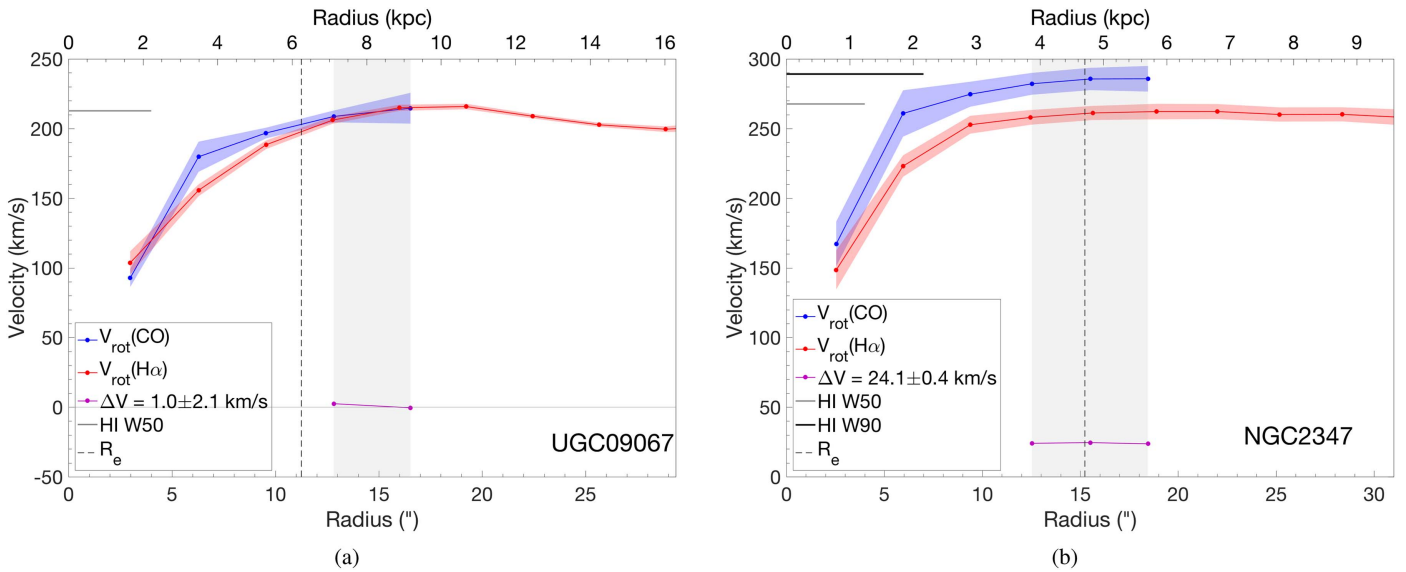 Radius (kpc)
0 2 4 6 8 10 12 14 16
250
200
150
100
50
0
-50
Velocity (km/s)
V_rot(CO)
V_rot(Hα)
ΔV = 1.0±2.1 km/s
HI W50
R_e
UGC09067
0 5 10 15 20 25
Radius (")
(a)
Radius (kpc)
0 1 2 3 4 5 6 7 8 9
300
250
200
150
100
50
0
Velocity (km/s)
V_rot(CO)
V_rot(Hα)
ΔV = 24.1±0.4 km/s
HI W50
HI W90
R_e
NGC2347
0 5 10 15 20 25 30
Radius (")
(b)